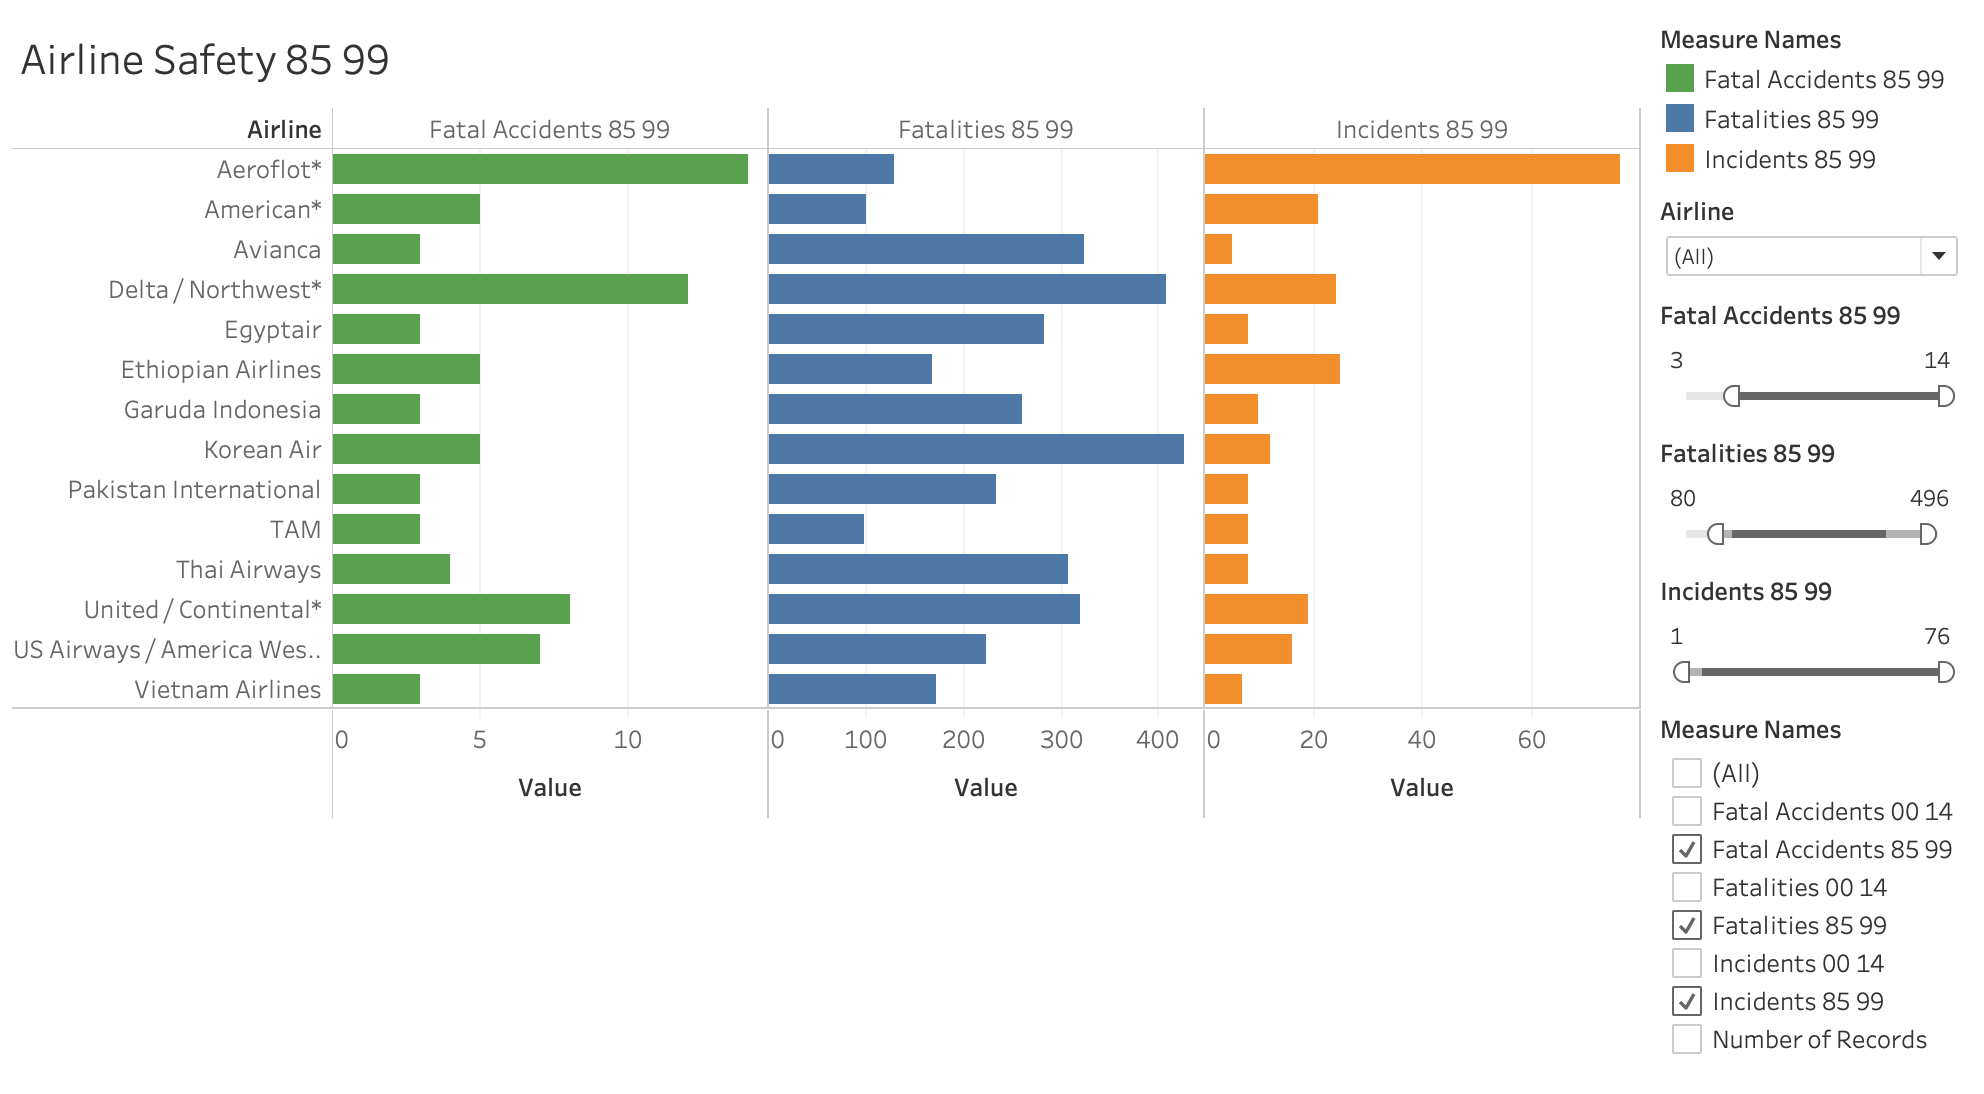 Airline Safety 85 99
Airline
Fatal Accidents 85 99
Fatalities 85 99
Incidents 85 99
Aeroflot*
American*
Avianca
Delta / Northwest*
Egyptair
Ethiopian Airlines
Garuda Indonesia
Korean Air
Pakistan International
TAM
Thai Airways
United / Continental*
US Airways / America Wes..
Vietnam Airlines
0 5 10
0 100 200 300 400
0 20 40 60
Value
Value
Value
Measure Names
Fatal Accidents 85 99
Fatalities 85 99
Incidents 85 99
Airline
(All)
Fatal Accidents 85 99
3 14
Fatalities 85 99
80 496
Incidents 85 99
1 76
Measure Names
(All)
Fatal Accidents 00 14
Fatal Accidents 85 99
Fatalities 00 14
Fatalities 85 99
Incidents 00 14
Incidents 85 99
Number of Records